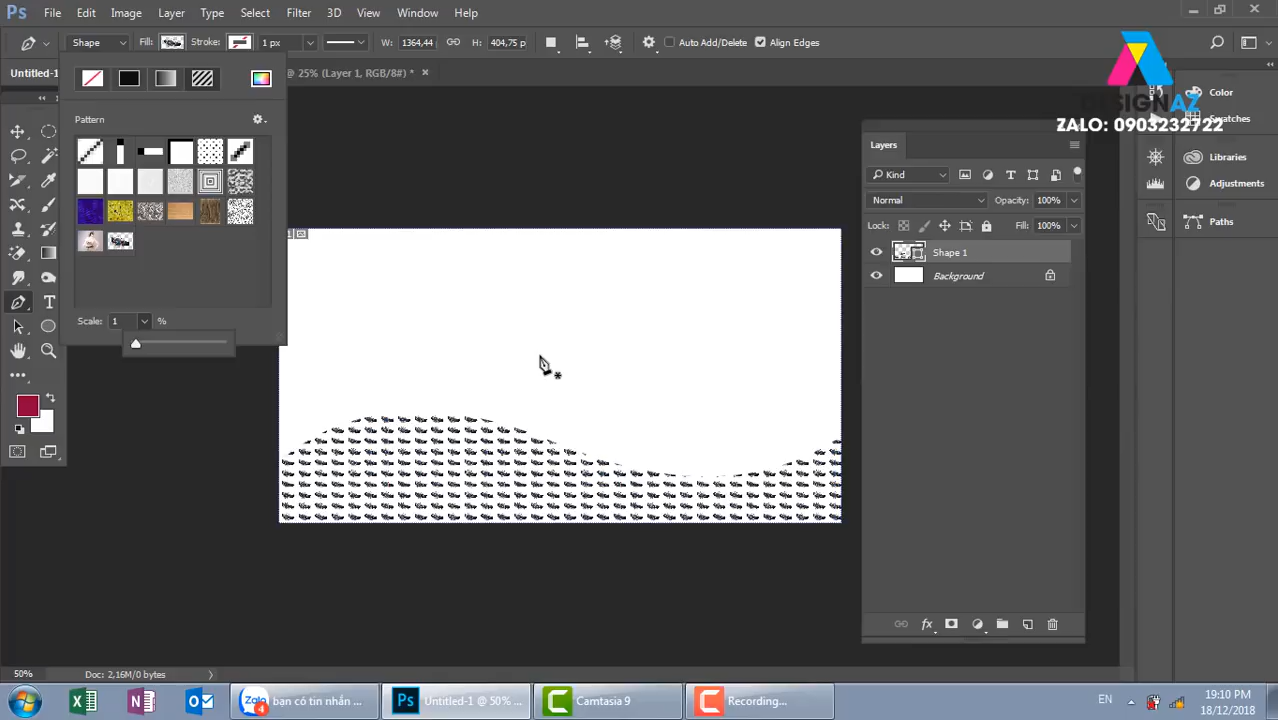 Ps File Edit Image Layer Type Select Filter 3D View Window Help
Shape Fill: Stroke: 1 px W: 1364,44 H: 404,75 p Auto Add/Delete Align Edges
Untitled-1 @ 25% (Layer 1, RGB/8#) *
DESIGNAZ
ZALO: 0903232722
Color
Swatches
Libraries
Adjustments
Paths
Pattern
Scale: 1 %
Layers
Kind
Normal Opacity: 100%
Lock: Fill: 100%
Shape 1
Background
50% Doc: 2,16M/0 bytes
Zalo 4 bạn có tin nhắn ... Ps Untitled-1 @ 50% ... Camtasia 9 Recording...
EN 19:10 PM
18/12/2018